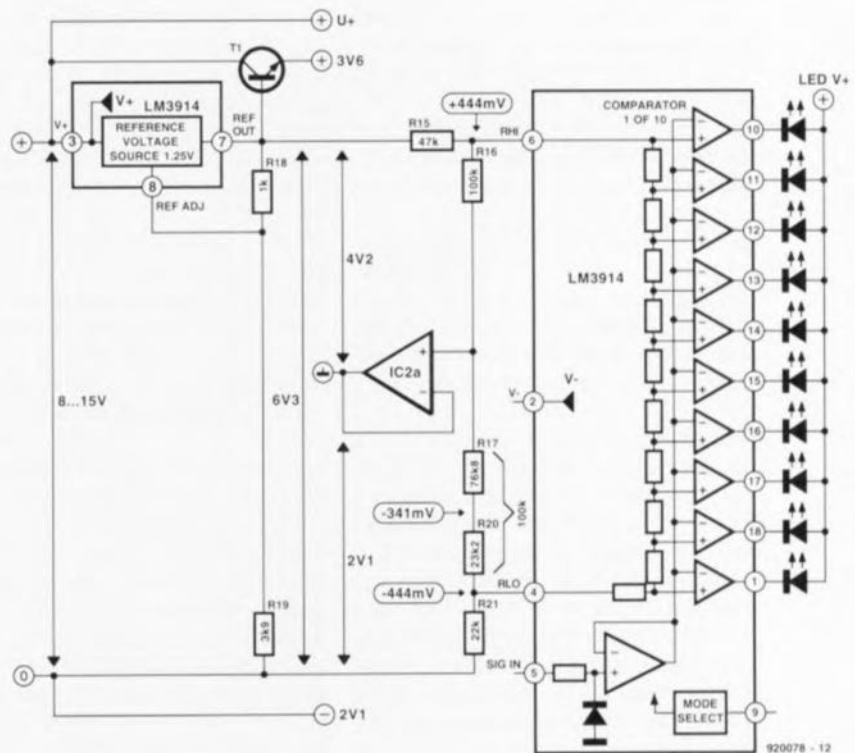 U+
T1
3V6
V+
V+
LM3914
REFERENCE
VOLTAGE
SOURCE 1.25V
3
7
8
REF
OUT
REF ADJ
R18
1k
R15
47k
+444mV
RHI
6
R16
100k
4V2
IC2a
+
−
8...15V
6V3
2V1
R17
76k8
100k
-341mV
R20
23k2
-444mV
RLO
4
R21
22k
R19
3k9
0
− 2V1
SIG IN
5
V-
2
V-
COMPARATOR
1 OF 10
LM3914
LED V+
+
10
11
12
13
14
15
16
17
18
1
MODE
SELECT
9
920078 - 12